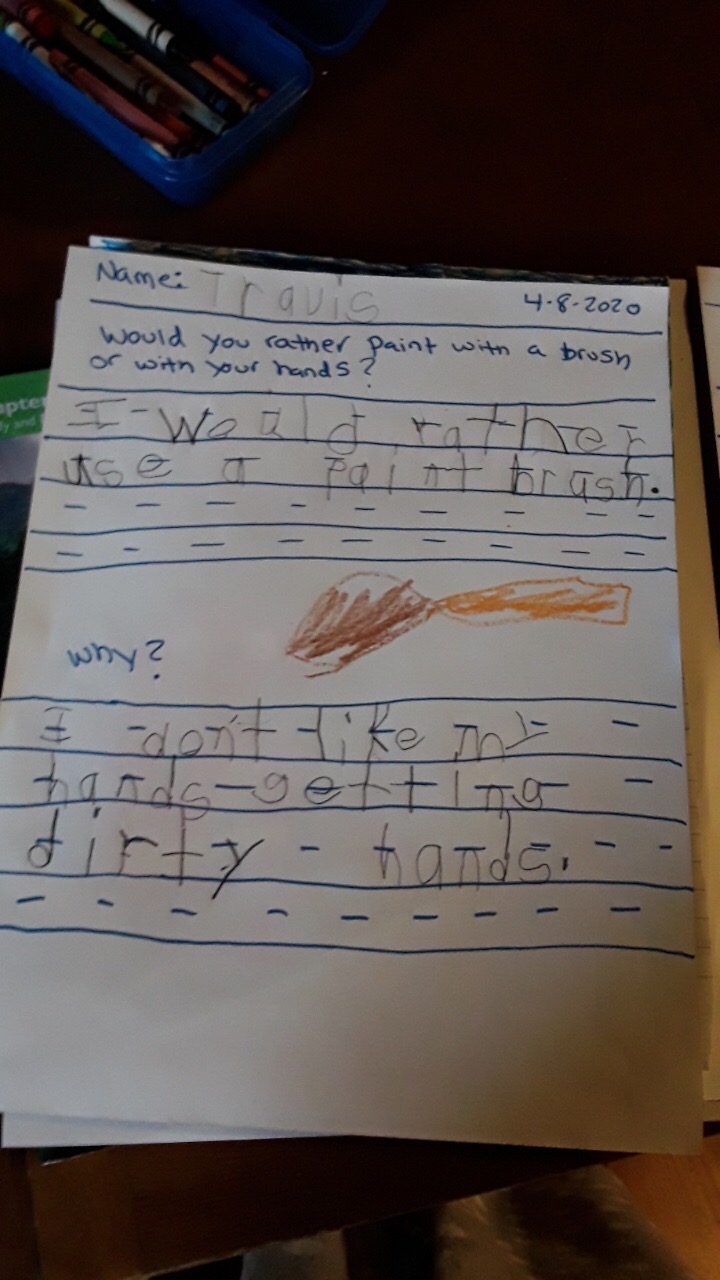 Name: Travis
4-8-2020
Would you rather paint with a brush
or with your hands?
I would rather
use a paint brush.
why?
I don't like my
hands getting
dirty hands.